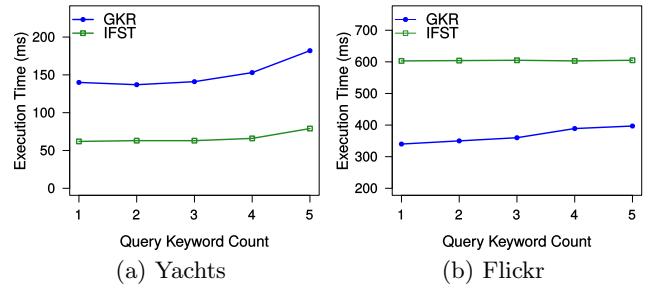 GKR
IFST
Execution Time (ms)
200
150
100
50
0
1 2 3 4 5
Query Keyword Count
(a) Yachts
GKR
IFST
Execution Time (ms)
700
600
500
400
300
200
1 2 3 4 5
Query Keyword Count
(b) Flickr